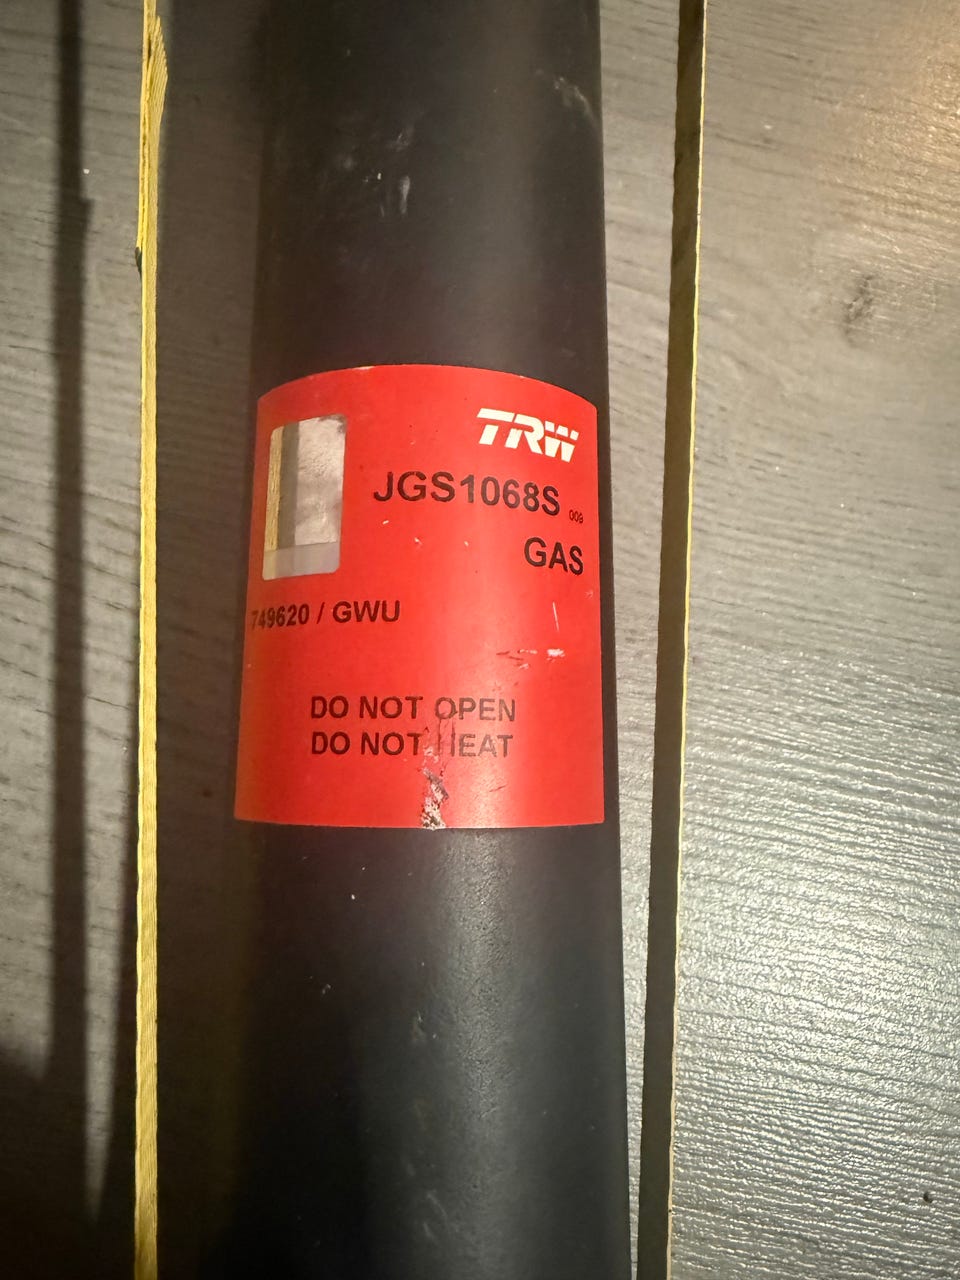 TRW
JGS1068S 009
GAS
749620 / GWU
DO NOT OPEN
DO NOT HEAT